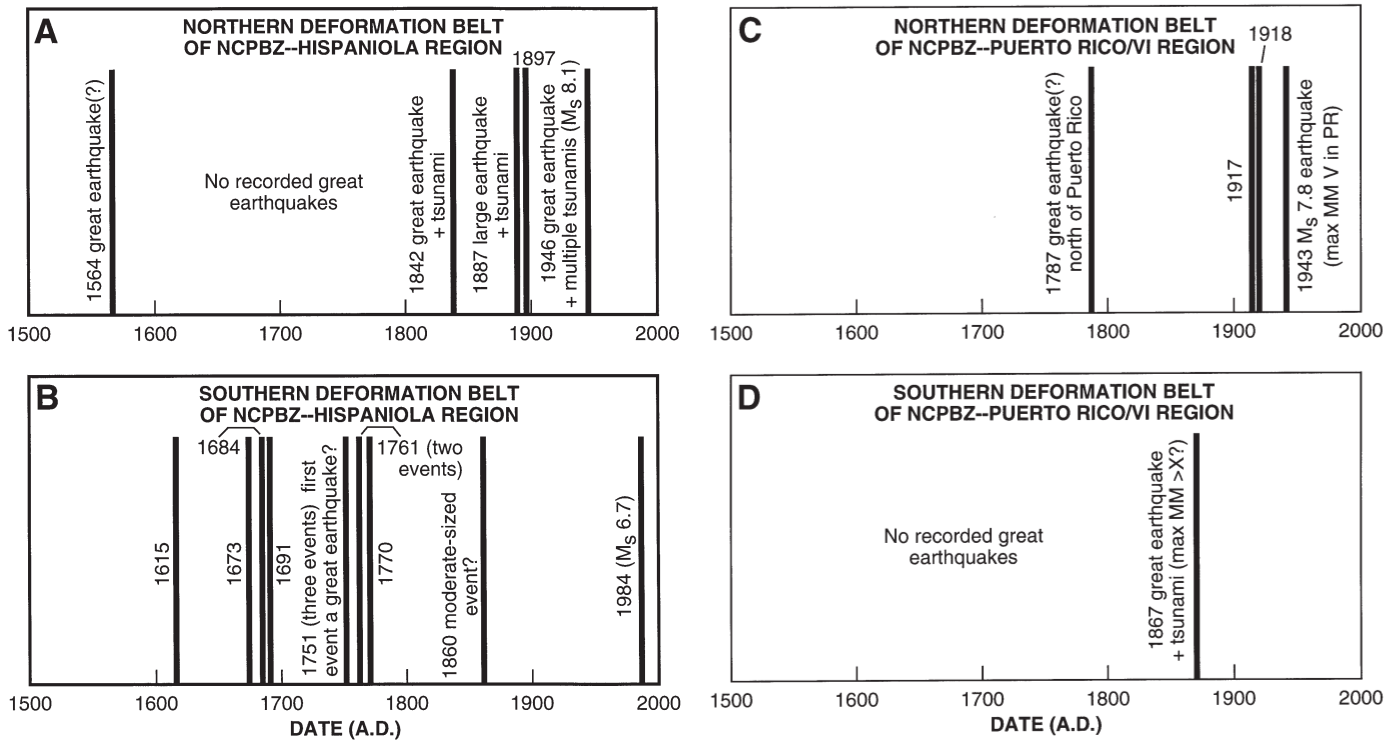 A
NORTHERN DEFORMATION BELT
OF NCPBZ--HISPANIOLA REGION
1564 great earthquake(?)
No recorded great
earthquakes
1842 great earthquake
+ tsunami
1887 large earthquake
+ tsunami
1897
1946 great earthquake
+ multiple tsunamis (MS 8.1)
1500 1600 1700 1800 1900 2000
B
SOUTHERN DEFORMATION BELT
OF NCPBZ--HISPANIOLA REGION
1615
1673
1684
1691
1751 (three events) first
event a great earthquake?
1761 (two
events)
1770
1860 moderate-sized
event?
1984 (MS 6.7)
1500 1600 1700 1800 1900 2000
DATE (A.D.)
C
NORTHERN DEFORMATION BELT
OF NCPBZ--PUERTO RICO/VI REGION
1787 great earthquake(?)
north of Puerto Rico
1917
1918
1943 MS 7.8 earthquake
(max MM V in PR)
1500 1600 1700 1800 1900 2000
D
SOUTHERN DEFORMATION BELT
OF NCPBZ--PUERTO RICO/VI REGION
No recorded great
earthquakes
1867 great earthquake
+ tsunami (max MM >X?)
1500 1600 1700 1800 1900 2000
DATE (A.D.)